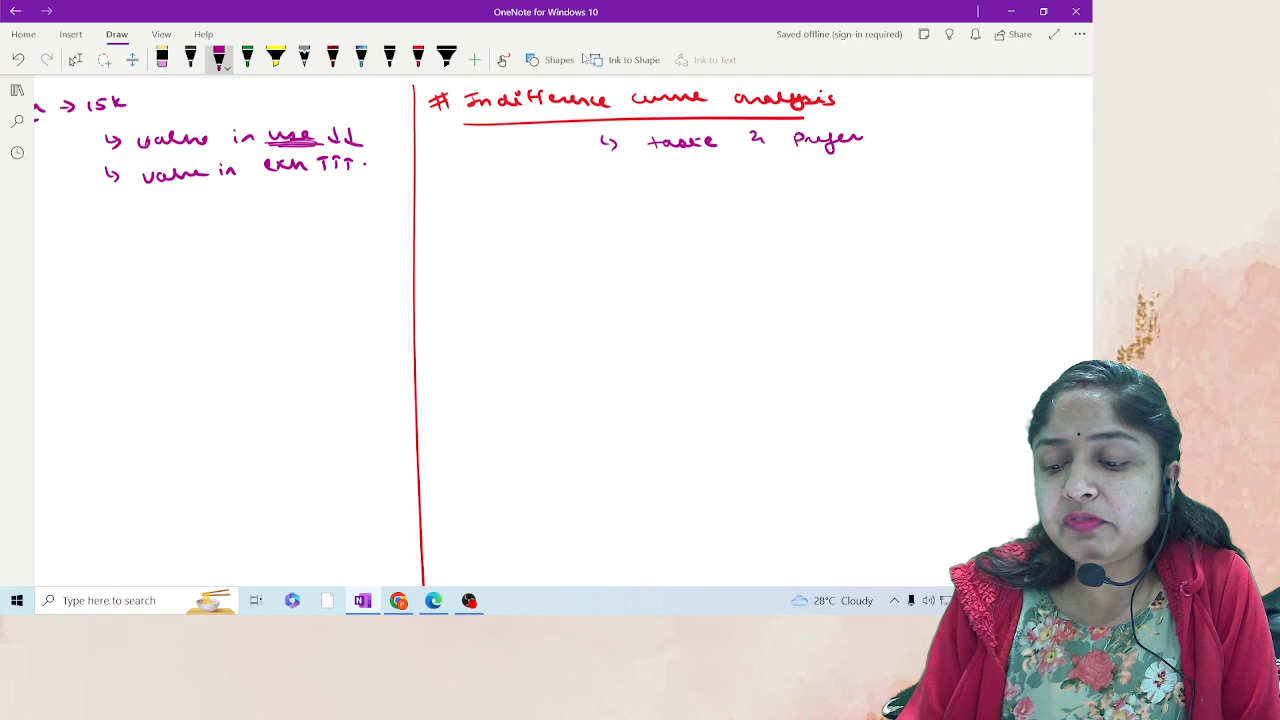 OneNote for Windows 10
Home Insert Draw View Help
Saved offline (sign-in required) Share
Shapes Ink to Shape Ink to Text
→ 15k
↳ value in use ↓↓
↳ value in exn ↑↑↑
# Indifference curve analysis
↳ taste & Prefer
Type here to search
28°C Cloudy